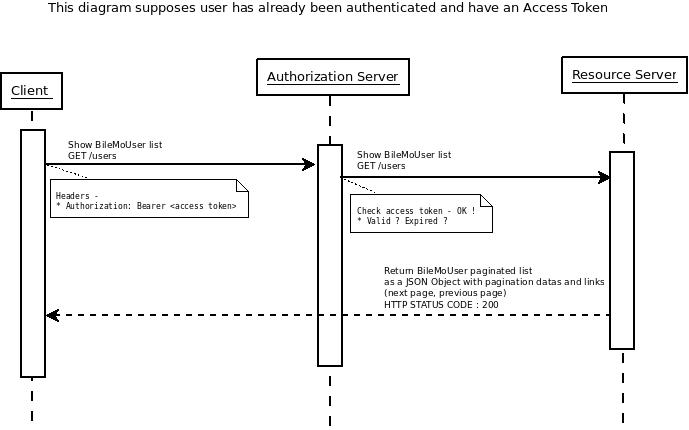 This diagram supposes user has already been authenticated and have an Access Token
Client
Authorization Server
Resource Server
Show BileMoUser list
GET /users
Show BileMoUser list
GET /users
Headers -
* Authorization: Bearer <access token>
Check access token - OK !
* Valid ? Expired ?
Return BileMoUser paginated list
as a JSON Object with pagination datas and links
(next page, previous page)
HTTP STATUS CODE : 200